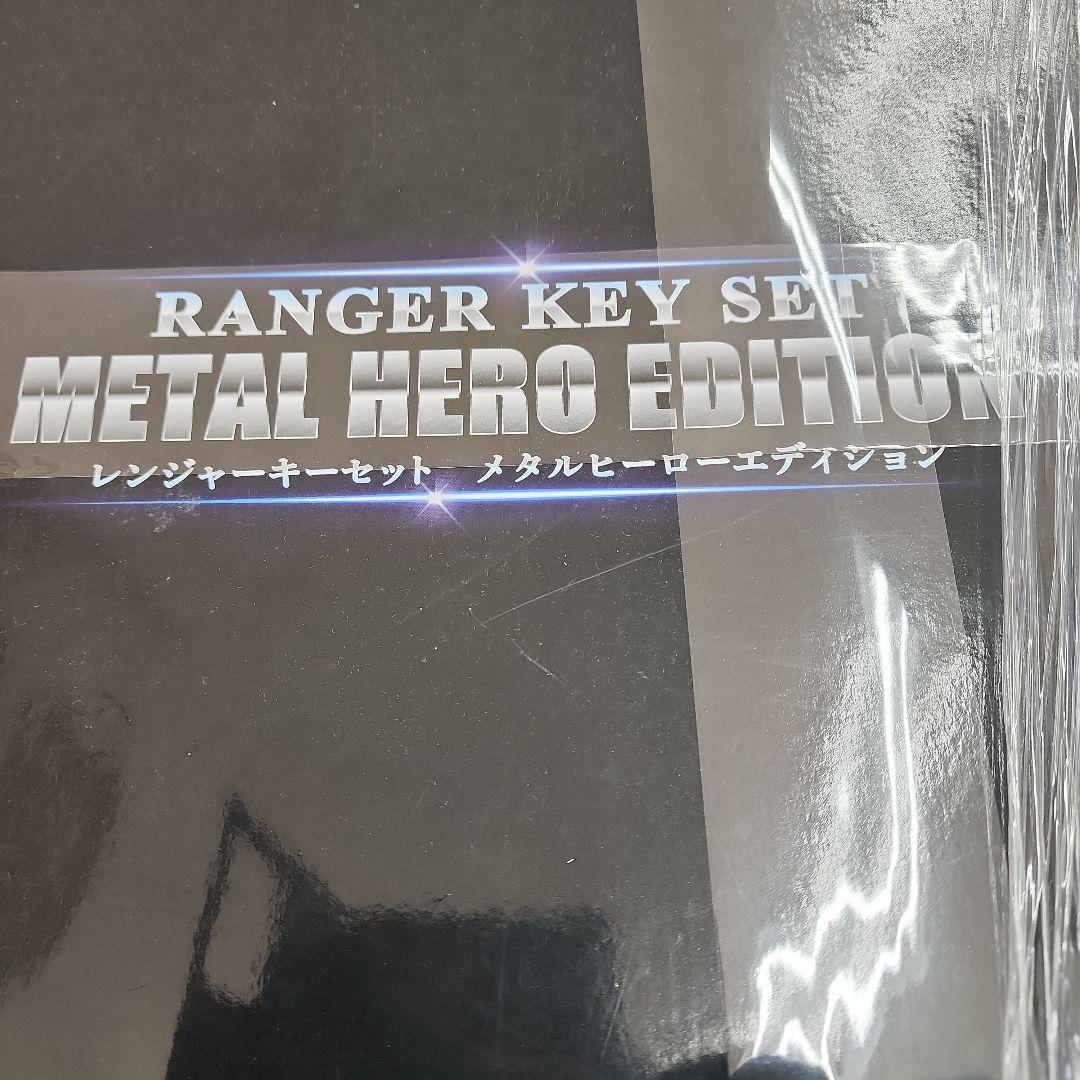 RANGER KEY SET
METAL HERO EDITION
レンジャーキーセット　メタルヒーローエディション